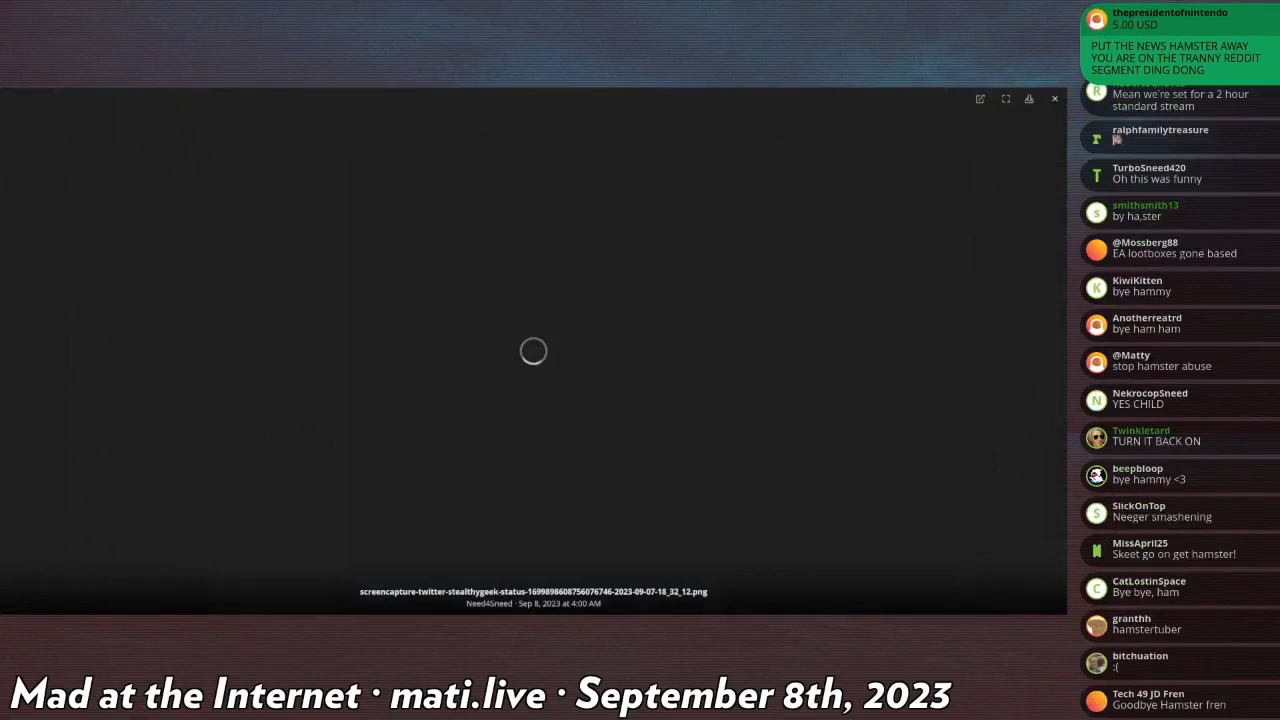 thepresidentofnintendo
5.00 USD
PUT THE NEWS HAMSTER AWAY
YOU ARE ON THE TRANNY REDDIT
SEGMENT DING DONG
R
Mean we're set for a 2 hour
standard stream
r
ralphfamilytreasure
T
TurboSneed420
Oh this was funny
s
smithsmith13
by ha,ster
@Mossberg88
EA lootboxes gone based
K
KiwiKitten
bye hammy
Anotherreatrd
bye ham ham
@Matty
stop hamster abuse
N
NekrocopSneed
YES CHILD
Twinkletard
TURN IT BACK ON
beepbloop
bye hammy <3
S
SlickOnTop
Neeger smashening
M
MissApril25
Skeet go on get hamster!
C
CatLostinSpace
Bye bye, ham
granthh
hamstertuber
bitchuation
:(
Tech 49 JD Fren
Goodbye Hamster fren
screencapture-twitter-stealthygeek-status-1699898608756076746-2023-09-07-18_32_12.png
Need4Sneed · Sep 8, 2023 at 4:00 AM
Mad at the Internet · mati.live · September 8th, 2023